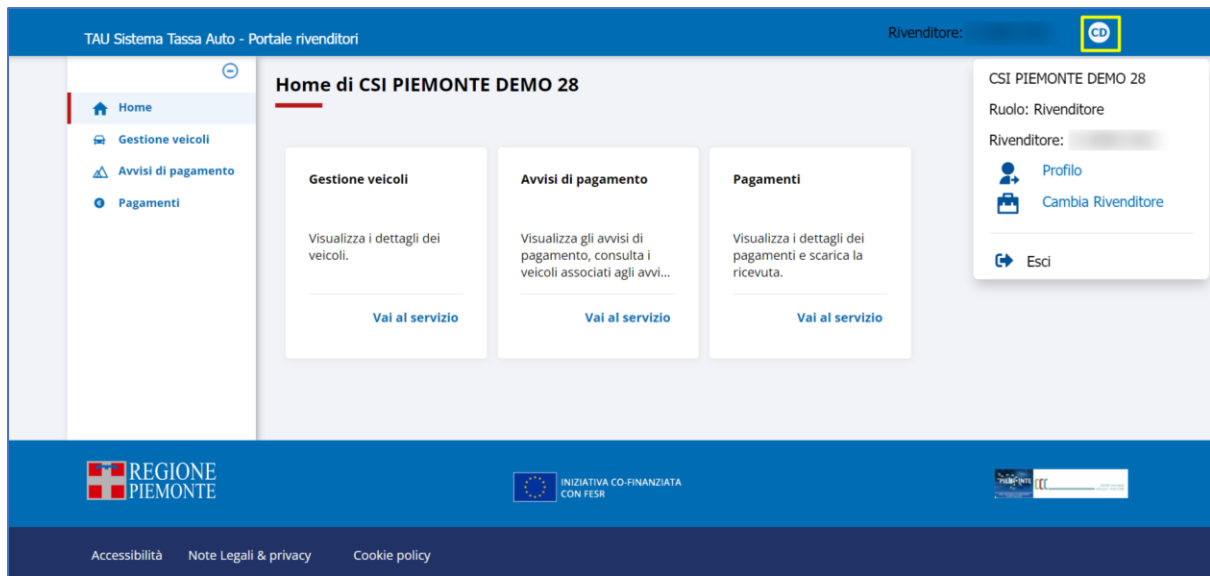 TAU Sistema Tassa Auto - Portale rivenditori
Rivenditore:
CD
Home
Gestione veicoli
Avvisi di pagamento
Pagamenti
Home di CSI PIEMONTE DEMO 28
Gestione veicoli
Visualizza i dettagli dei
veicoli.
Vai al servizio
Avvisi di pagamento
Visualizza gli avvisi di
pagamento, consulta i
veicoli associati agli avvi...
Vai al servizio
Pagamenti
Visualizza i dettagli dei
pagamenti e scarica la
ricevuta.
Vai al servizio
CSI PIEMONTE DEMO 28
Ruolo: Rivenditore
Rivenditore:
Profilo
Cambia Rivenditore
Esci
REGIONE
PIEMONTE
INIZIATIVA CO-FINANZIATA
CON FESR
Accessibilità
Note Legali & privacy
Cookie policy